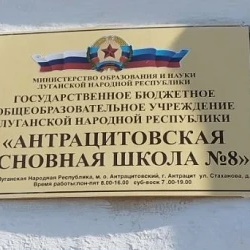 МИНИСТЕРСТВО ОБРАЗОВАНИЯ И НАУКИ
ЛУГАНСКОЙ НАРОДНОЙ РЕСПУБЛИКИ
ГОСУДАРСТВЕННОЕ БЮДЖЕТНОЕ
ОБЩЕОБРАЗОВАТЕЛЬНОЕ УЧРЕЖДЕНИЕ
ЛУГАНСКОЙ НАРОДНОЙ РЕСПУБЛИКИ
«АНТРАЦИТОВСКАЯ
ОСНОВНАЯ ШКОЛА №8»
Луганская Народная Республика, м. о. Антрацитовский, г. Антрацит ул. Стаханова, д.
Время работы: пон-пят 8.00-16.00 суб-воск 7.00-19.00